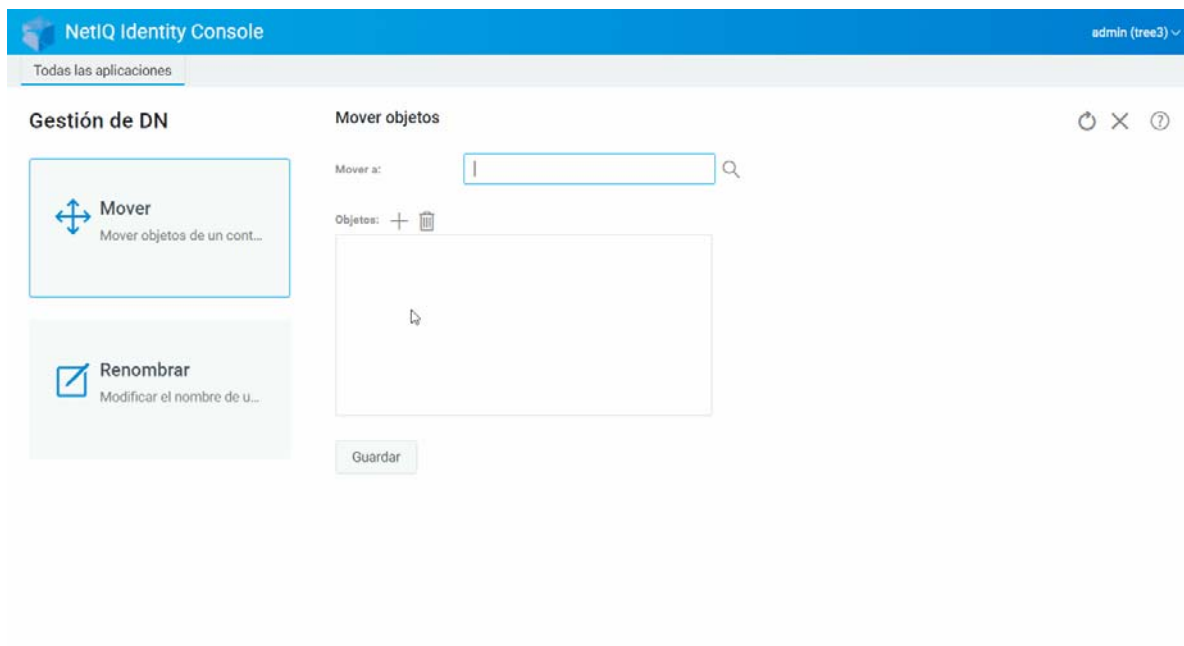 NetIQ Identity Console
admin (tree3)
Todas las aplicaciones
Gestión de DN
Mover
Mover objetos de un cont...
Renombrar
Modificar el nombre de u...
Mover objetos
Mover a:
Objetos:
Guardar